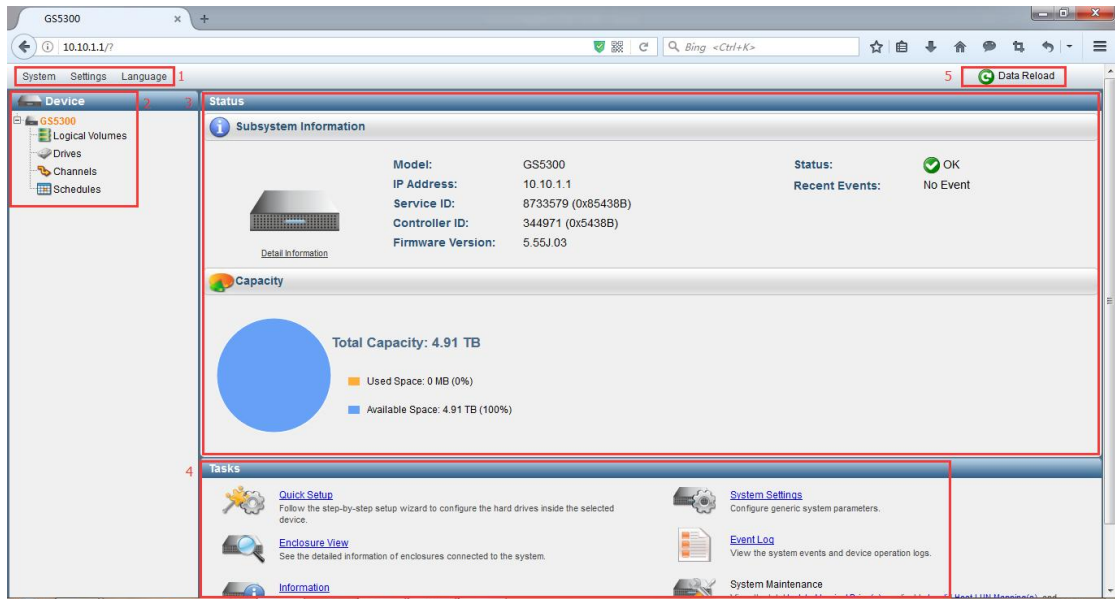 GS5300
10.10.1.1/?
Bing <Ctrl+K>
System Settings Language 1
5 Data Reload
Device 2
GS5300
Logical Volumes
Drives
Channels
Schedules
3 Status
Subsystem Information
Model: GS5300
IP Address: 10.10.1.1
Service ID: 8733579 (0x85438B)
Controller ID: 344971 (0x5438B)
Firmware Version: 5.55J.03
Status: OK
Recent Events: No Event
Detail Information
Capacity
Total Capacity: 4.91 TB
Used Space: 0 MB (0%)
Available Space: 4.91 TB (100%)
4 Tasks
Quick Setup
Follow the step-by-step setup wizard to configure the hard drives inside the selected
device.
System Settings
Configure generic system parameters.
Enclosure View
See the detailed information of enclosures connected to the system.
Event Log
View the system events and device operation logs.
Information
System Maintenance